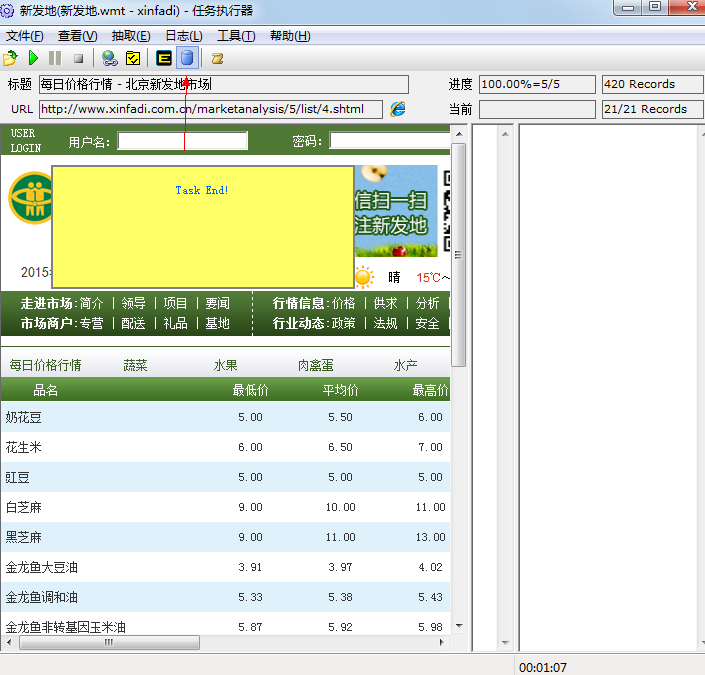 新发地(新发地.wmt - xinfadi) - 任务执行器
文件(F) 查看(V) 抽取(E) 日志(L) 工具(T) 帮助(H)
标题 每日价格行情 - 北京新发地市场 进度 100.00%=5/5 420 Records
URL http://www.xinfadi.com.cn/marketanalysis/5/list/4.shtml 当前 21/21 Records
USER
LOGIN 用户名: 密码:
Task End!
信扫一扫
注新发地
2015 晴 15℃~
走进市场:简介 | 领导 | 项目 | 要闻 行情信息:价格 | 供求 | 分析 |
市场商户:专营 | 配送 | 礼品 | 基地 行业动态:政策 | 法规 | 安全 |
每日价格行情 蔬菜 水果 肉禽蛋 水产
品名 最低价 平均价 最高价
奶花豆 5.00 5.50 6.00
花生米 6.00 6.50 7.00
豇豆 5.00 5.00 5.00
白芝麻 9.00 10.00 11.00
黑芝麻 9.00 11.00 13.00
金龙鱼大豆油 3.91 3.97 4.02
金龙鱼调和油 5.33 5.38 5.43
金龙鱼非转基因玉米油 5.87 5.92 5.98
00:01:07